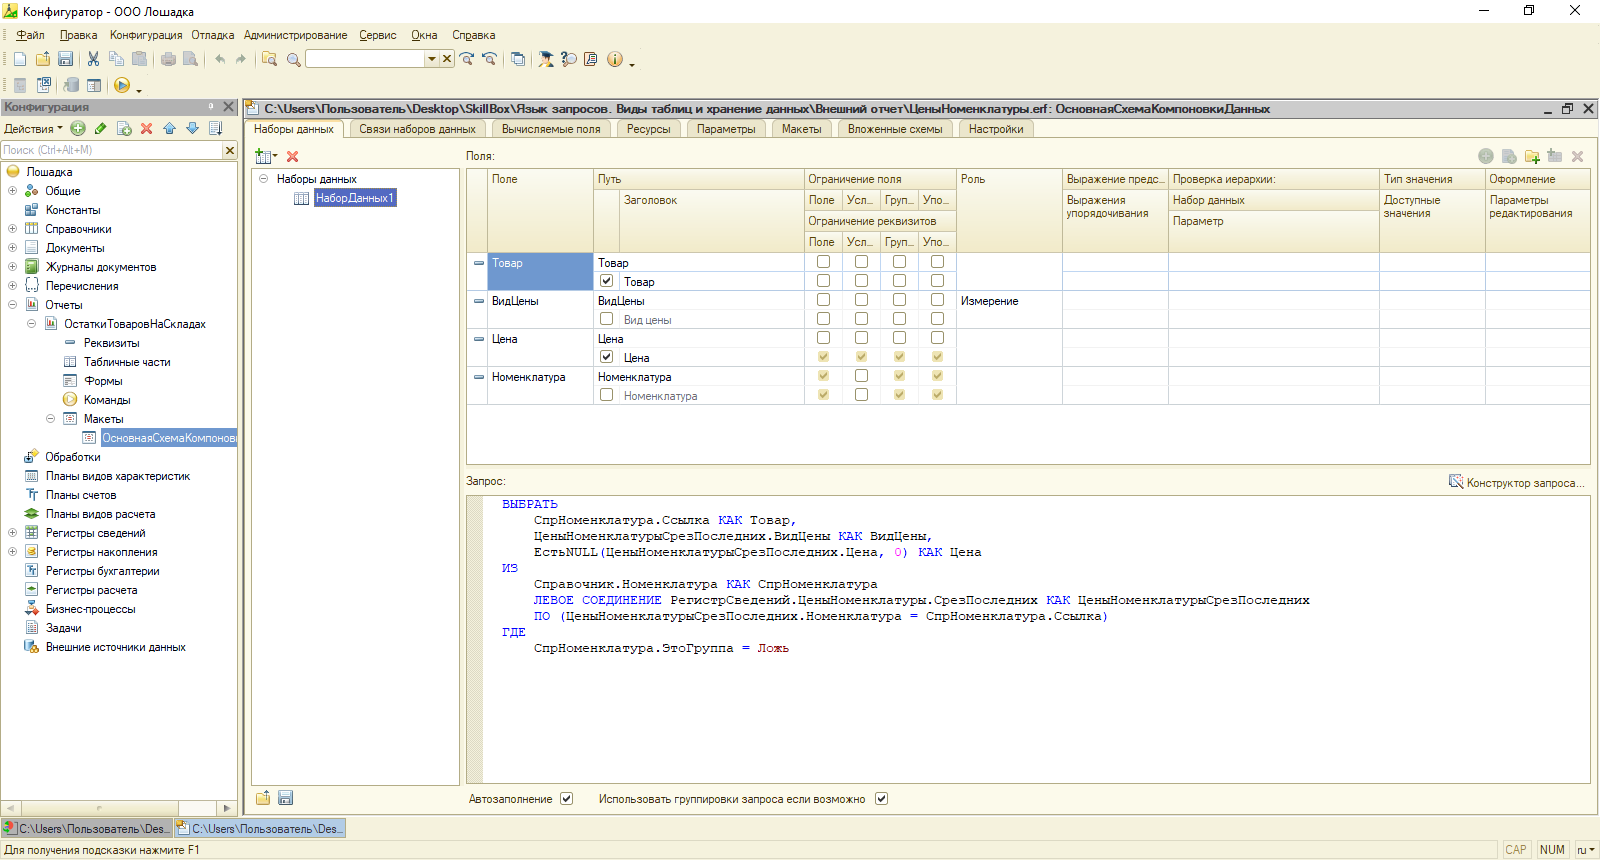 Конфигуратор - ООО Лошадка
Файл Правка Конфигурация Отладка Администрирование Сервис Окна Справка
Конфигурация
Действия
Поиск (Ctrl+Alt+M)
Лошадка
Общие
Константы
Справочники
Документы
Журналы документов
Перечисления
Отчеты
ОстаткиТоваровНаСкладах
Реквизиты
Табличные части
Формы
Команды
Макеты
ОсновнаяСхемаКомпонов
Обработки
Планы видов характеристик
Планы счетов
Планы видов расчета
Регистры сведений
Регистры накопления
Регистры бухгалтерии
Регистры расчета
Бизнес-процессы
Задачи
Внешние источники данных
C:\Users\Пользователь\Desktop\SkillBox\Язык запросов. Виды таблиц и хранение данных\Внешний отчет\ЦеныНоменклатуры.erf: ОсновнаяСхемаКомпоновкиДанных
Наборы данных Связи наборов данных Вычисляемые поля Ресурсы Параметры Макеты Вложенные схемы Настройки
Наборы данных
НаборДанных1
Поля:
Поле Путь Ограничение поля Роль Выражение предс... Проверка иерархии: Тип значения Оформление
Заголовок Поле Усл... Груп... Упо... Выражения упорядочивания Набор данных Доступные значения Параметры редактирования
Ограничение реквизитов Параметр
Поле Усл... Груп... Упо...
Товар Товар
Товар
ВидЦены ВидЦены Измерение
Вид цены
Цена Цена
Цена
Номенклатура Номенклатура
Номенклатура
Запрос: Конструктор запроса...
ВЫБРАТЬ
СпрНоменклатура.Ссылка КАК Товар,
ЦеныНоменклатурыСрезПоследних.ВидЦены КАК ВидЦены,
ЕстьNULL(ЦеныНоменклатурыСрезПоследних.Цена, 0) КАК Цена
ИЗ
Справочник.Номенклатура КАК СпрНоменклатура
ЛЕВОЕ СОЕДИНЕНИЕ РегистрСведений.ЦеныНоменклатуры.СрезПоследних КАК ЦеныНоменклатурыСрезПоследних
ПО (ЦеныНоменклатурыСрезПоследних.Номенклатура = СпрНоменклатура.Ссылка)
ГДЕ
СпрНоменклатура.ЭтоГруппа = Ложь
Автозаполнение Использовать группировки запроса если возможно
C:\Users\Пользователь\Des... C:\Users\Пользователь\Des...
Для получения подсказки нажмите F1 CAP NUM ru